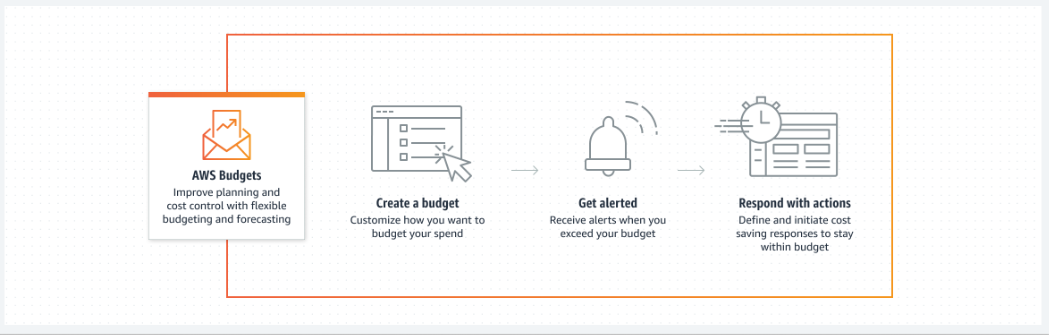 AWS Budgets
Improve planning and
cost control with flexible
budgeting and forecasting
Create a budget
Customize how you want to
budget your spend
Get alerted
Receive alerts when you
exceed your budget
Respond with actions
Define and initiate cost
saving responses to stay
within budget